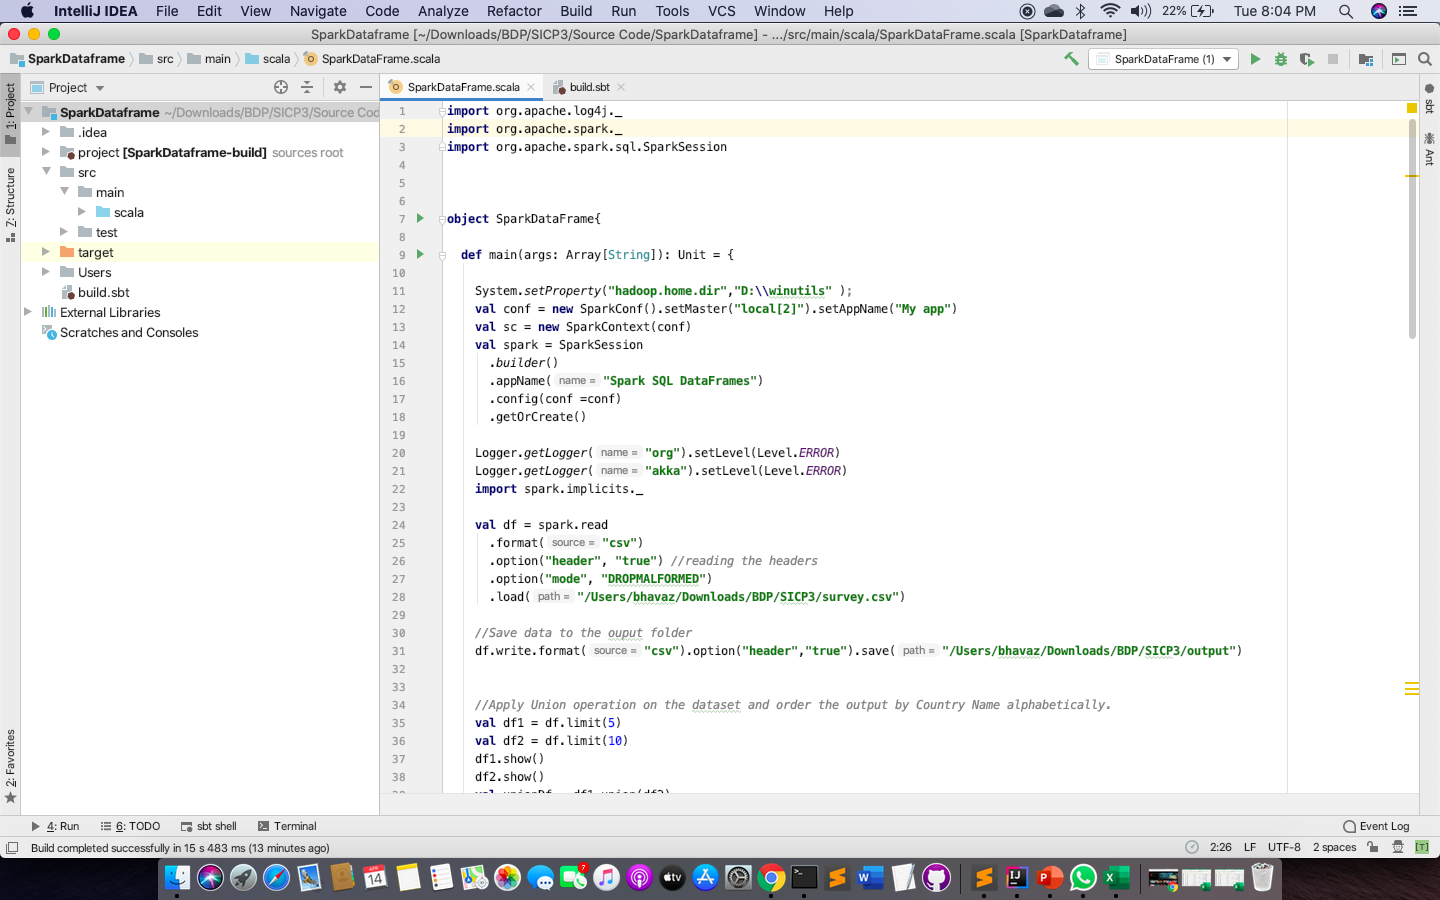 IntelliJ IDEA File Edit View Navigate Code Analyze Refactor Build Run Tools VCS Window Help 22% Tue 8:04 PM
SparkDataframe [~/Downloads/BDP/SICP3/Source Code/SparkDataframe] - .../src/main/scala/SparkDataFrame.scala [SparkDataframe]
SparkDataframe src main scala SparkDataFrame.scala SparkDataFrame (1)
Project
SparkDataFrame.scala
build.sbt
1: Project
Z: Structure
2: Favorites
SparkDataframe ~/Downloads/BDP/SICP3/Source Cod
.idea
project [SparkDataframe-build] sources root
src
main
scala
test
target
Users
build.sbt
External Libraries
Scratches and Consoles
1 import org.apache.log4j._
2 import org.apache.spark._
3 import org.apache.spark.sql.SparkSession
4
5
6
7 object SparkDataFrame{
8
9 def main(args: Array[String]): Unit = {
10
11 System.setProperty("hadoop.home.dir","D:\\winutils" );
12 val conf = new SparkConf().setMaster("local[2]").setAppName("My app")
13 val sc = new SparkContext(conf)
14 val spark = SparkSession
15 .builder()
16 .appName( name = "Spark SQL DataFrames")
17 .config(conf =conf)
18 .getOrCreate()
19
20 Logger.getLogger( name = "org").setLevel(Level.ERROR)
21 Logger.getLogger( name = "akka").setLevel(Level.ERROR)
22 import spark.implicits._
23
24 val df = spark.read
25 .format( source = "csv")
26 .option("header", "true") //reading the headers
27 .option("mode", "DROPMALFORMED")
28 .load( path = "/Users/bhavaz/Downloads/BDP/SICP3/survey.csv")
29
30 //Save data to the ouput folder
31 df.write.format( source = "csv").option("header","true").save( path = "/Users/bhavaz/Downloads/BDP/SICP3/output")
32
33
34 //Apply Union operation on the dataset and order the output by Country Name alphabetically.
35 val df1 = df.limit(5)
36 val df2 = df.limit(10)
37 df1.show()
38 df2.show()
39 val unionDf = df1.union(df2)
sbt
Ant
4: Run 6: TODO sbt shell Terminal Event Log
Build completed successfully in 15 s 483 ms (13 minutes ago) 2:26 LF UTF-8 2 spaces [T]
APR
14
7
tv
W
IJ
P
X